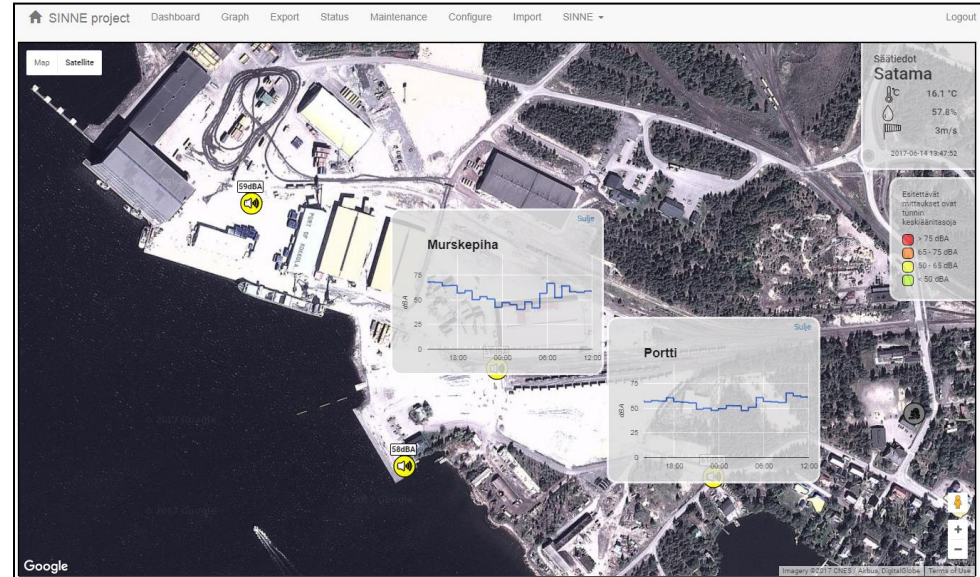 SINNE project
Dashboard
Graph
Export
Status
Maintenance
Configure
Import
SINNE
Logout
Map
Satellite
Säätiedot
Satama
°C
16.1 °C
57.8%
3m/s
2017-06-14 13:47:52
59dBA
PORT OF KOKKOLA
Esitettävät
mittaukset ovat
tunnin
keskiäänitasoja
> 75 dBA
65 - 75 dBA
50 - 65 dBA
< 50 dBA
Sulje
Murskepiha
75
50
25
0
dBA
18:00
00:00
06:00
12:00
Sulje
Portti
75
50
25
0
dBA
18:00
00:00
06:00
12:00
58dBA
Google
Imagery ©2017 CNES / Airbus, DigitalGlobe
Terms of Use